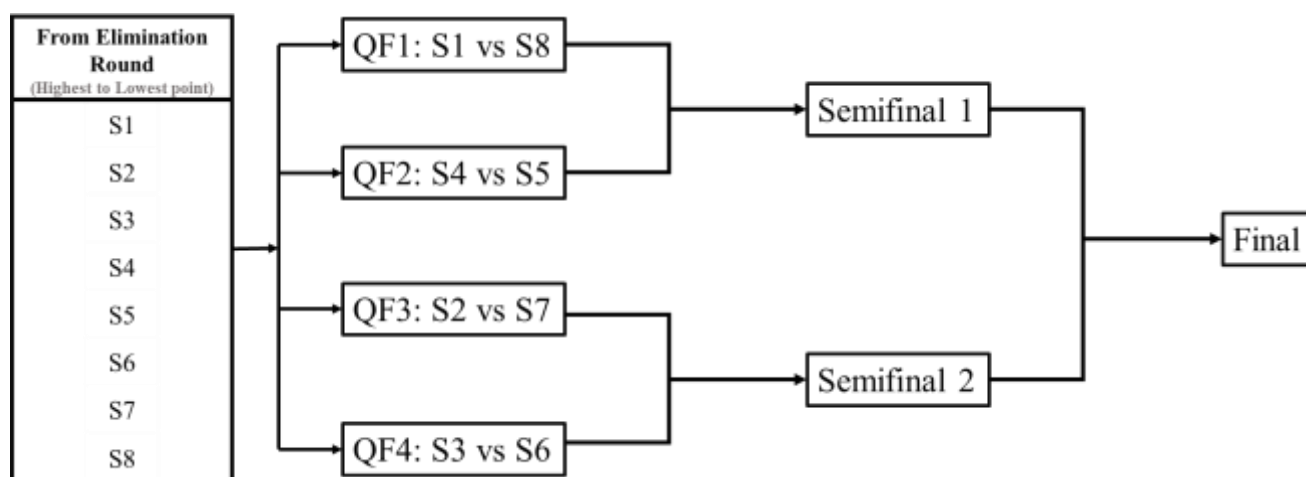 From Elimination
Round
(Highest to Lowest point)
S1
S2
S3
S4
S5
S6
S7
S8
QF1: S1 vs S8
QF2: S4 vs S5
QF3: S2 vs S7
QF4: S3 vs S6
Semifinal 1
Semifinal 2
Final